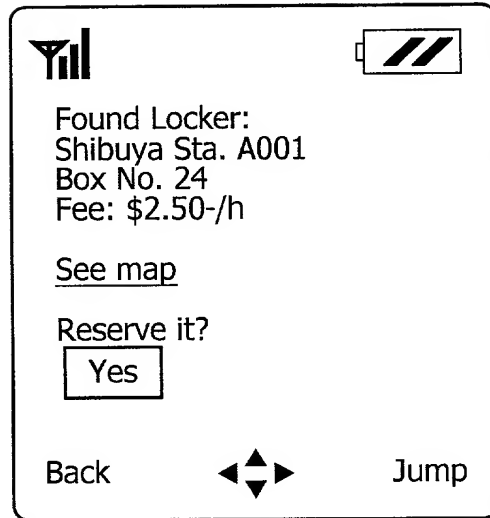 Found Locker:
Shibuya Sta. A001
Box No. 24
Fee: $2.50-/h
See map
Reserve it?
Yes
Back
Jump